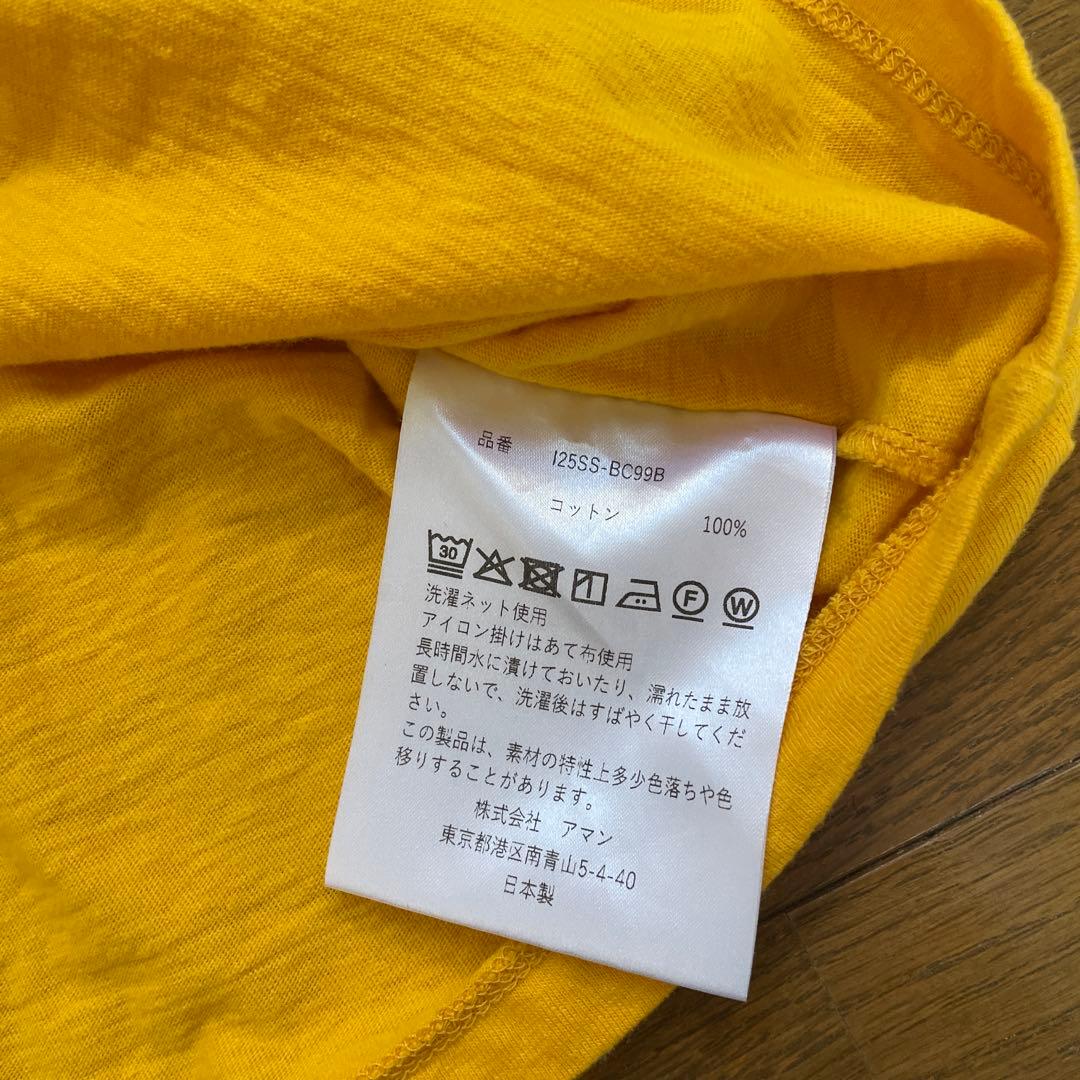 品番 I25SS-BC99B
コットン 100%
30 F W
洗濯ネット使用
アイロン掛けはあて布使用
長時間水に漬けておいたり、濡れたまま放
置しないで、洗濯後はすばやく干してくだ
さい。
この製品は、素材の特性上多少色落ちや色
移りすることがあります。
株式会社 アマン
東京都港区南青山5-4-40
日本製